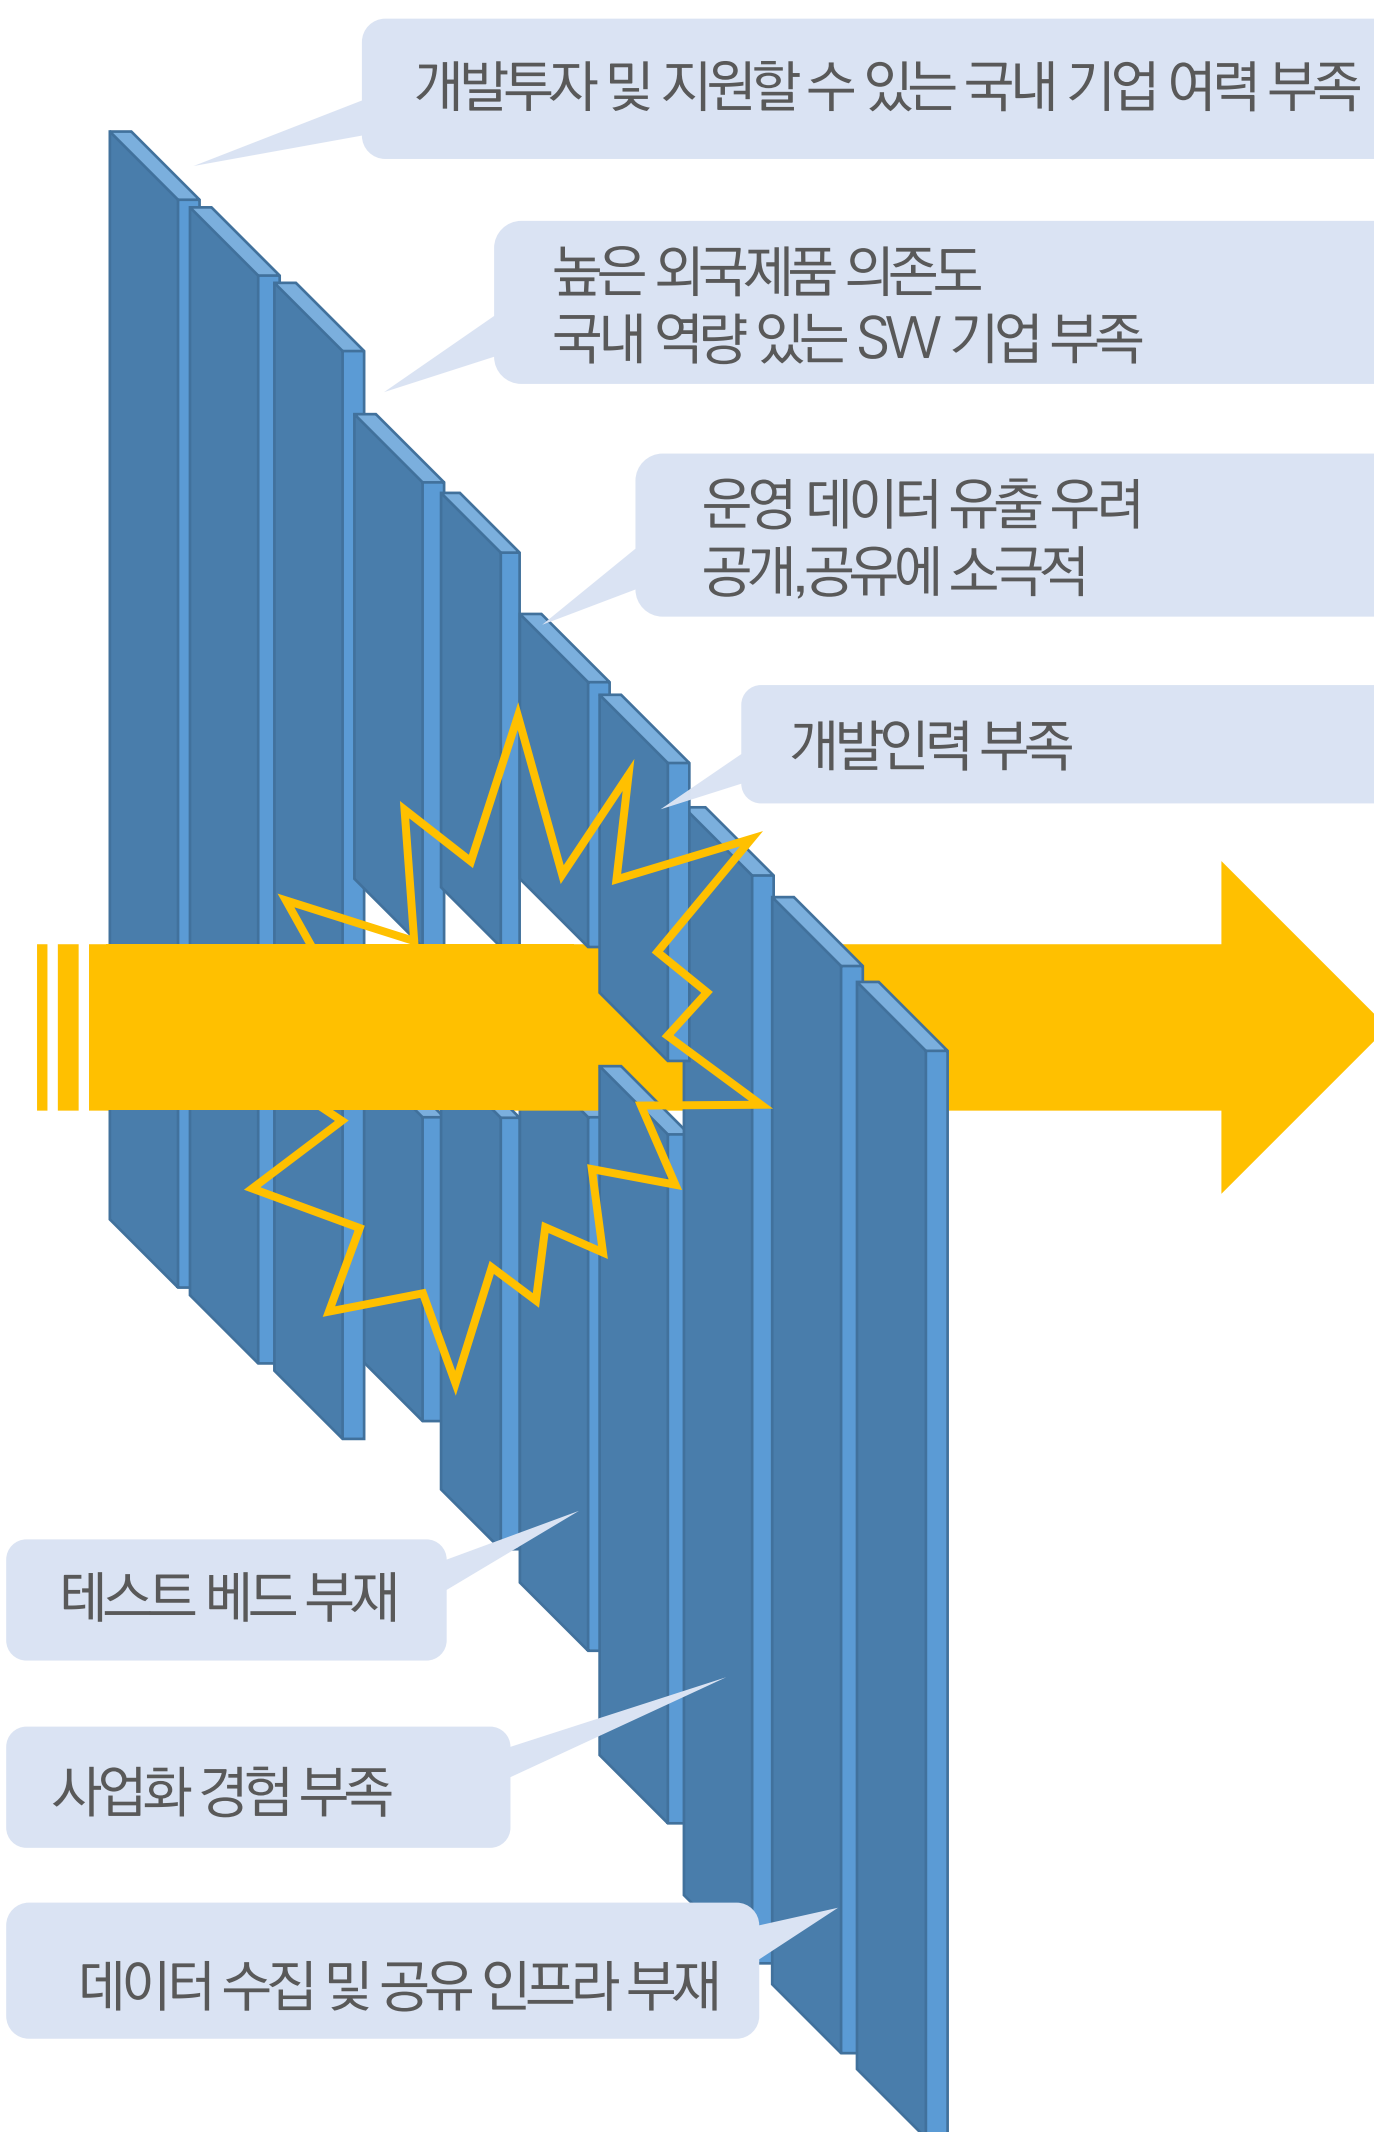 개발투자 및 지원할 수 있는 국내 기업 여력 부족
높은 외국제품 의존도
국내 역량 있는 SW 기업 부족
운영 데이터 유출 우려
공개,공유에 소극적
개발인력 부족
테스트 베드 부재
사업화 경험 부족
데이터 수집 및 공유 인프라 부재